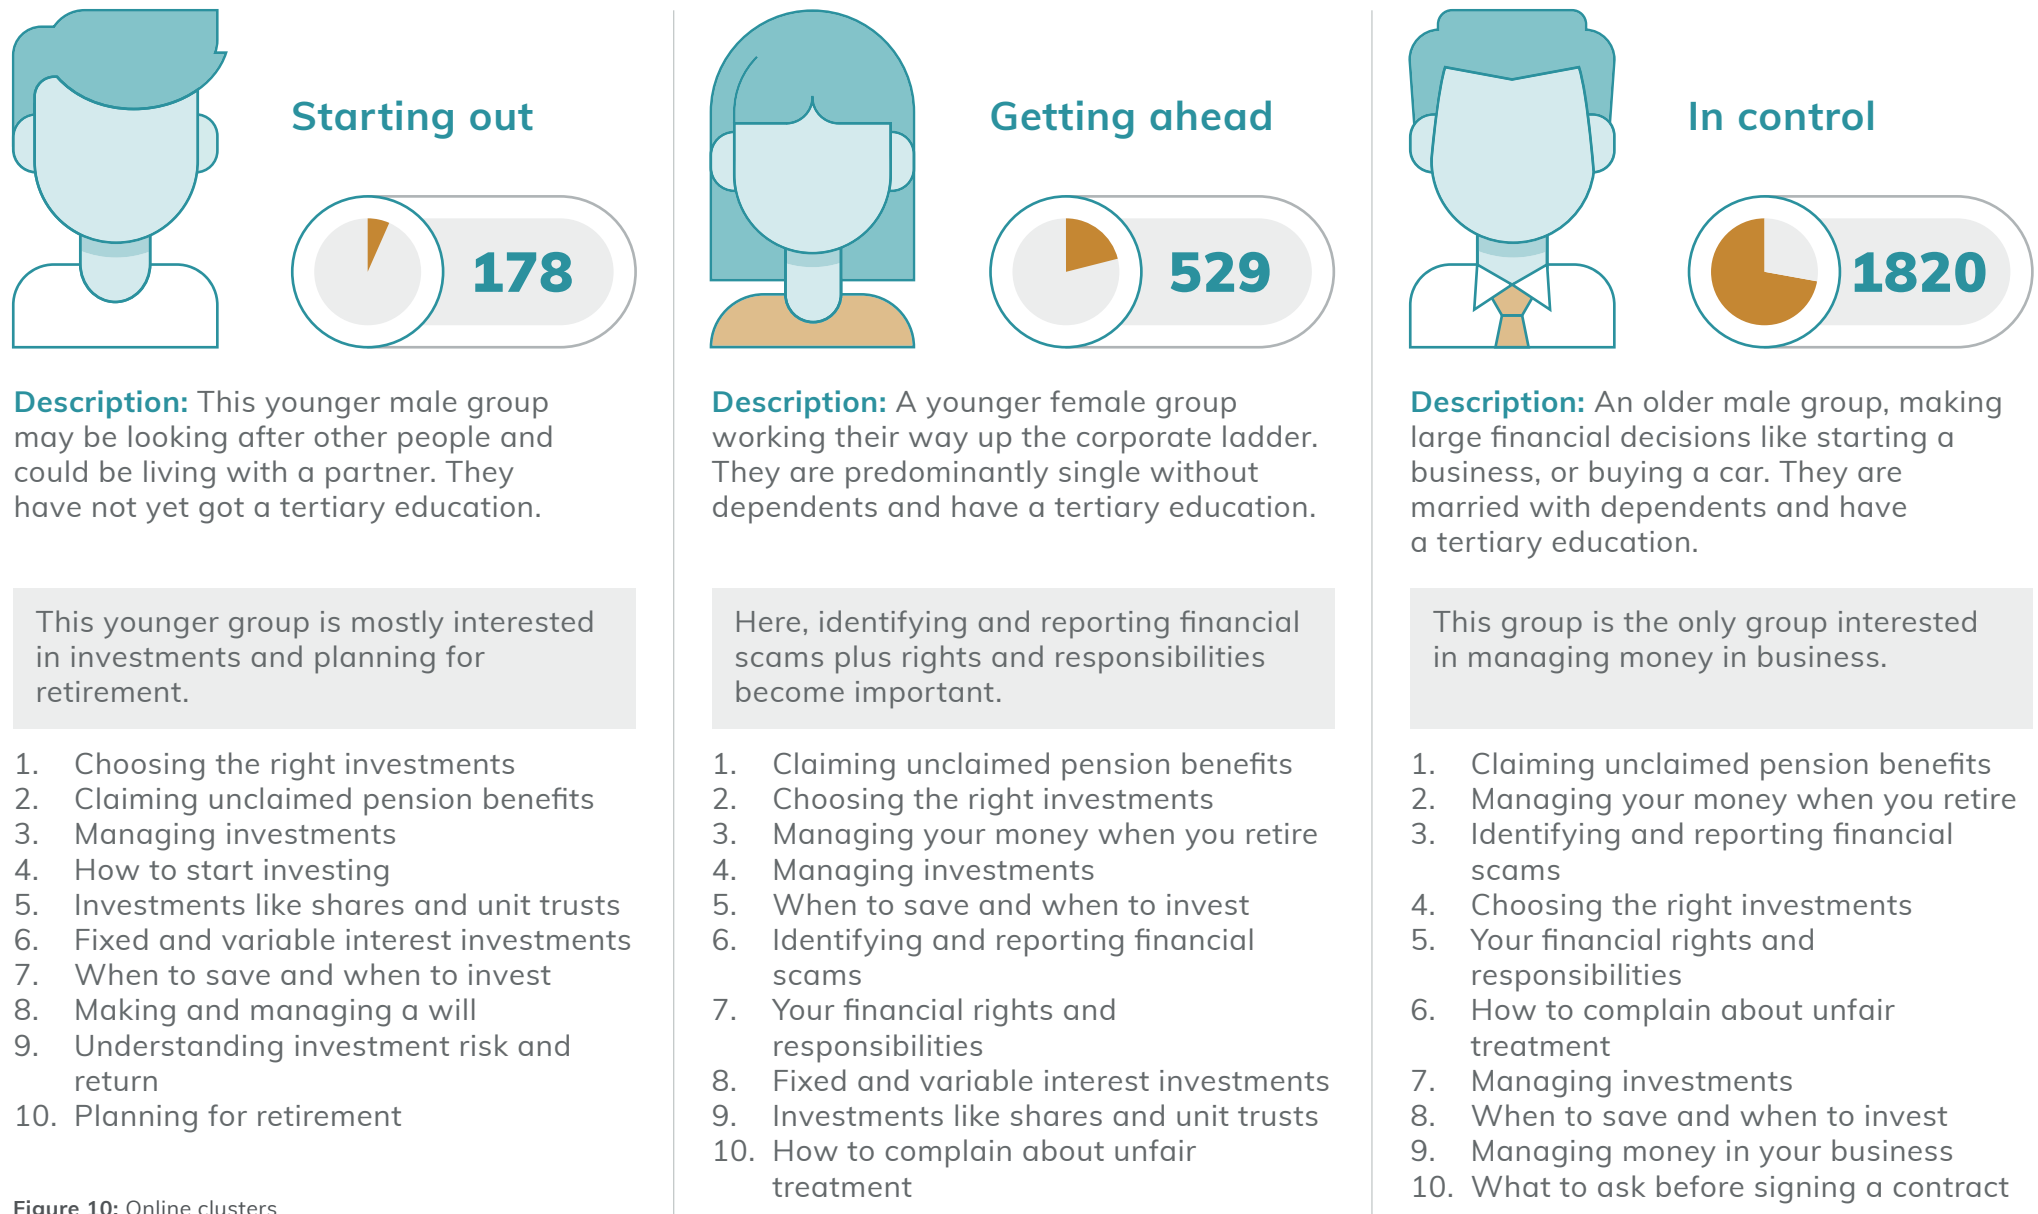 Starting out
178
Description: This younger male group
may be looking after other people and
could be living with a partner. They
have not yet got a tertiary education.
This younger group is mostly interested
in investments and planning for
retirement.
1. Choosing the right investments
2. Claiming unclaimed pension benefits
3. Managing investments
4. How to start investing
5. Investments like shares and unit trusts
6. Fixed and variable interest investments
7. When to save and when to invest
8. Making and managing a will
9. Understanding investment risk and
return
10. Planning for retirement
Figure 10: Online clusters
Getting ahead
529
Description: A younger female group
working their way up the corporate ladder.
They are predominantly single without
dependents and have a tertiary education.
Here, identifying and reporting financial
scams plus rights and responsibilities
become important.
1. Claiming unclaimed pension benefits
2. Choosing the right investments
3. Managing your money when you retire
4. Managing investments
5. When to save and when to invest
6. Identifying and reporting financial
scams
7. Your financial rights and
responsibilities
8. Fixed and variable interest investments
9. Investments like shares and unit trusts
10. How to complain about unfair
treatment
In control
1820
Description: An older male group, making
large financial decisions like starting a
business, or buying a car. They are
married with dependents and have
a tertiary education.
This group is the only group interested
in managing money in business.
1. Claiming unclaimed pension benefits
2. Managing your money when you retire
3. Identifying and reporting financial
scams
4. Choosing the right investments
5. Your financial rights and
responsibilities
6. How to complain about unfair
treatment
7. Managing investments
8. When to save and when to invest
9. Managing money in your business
10. What to ask before signing a contract